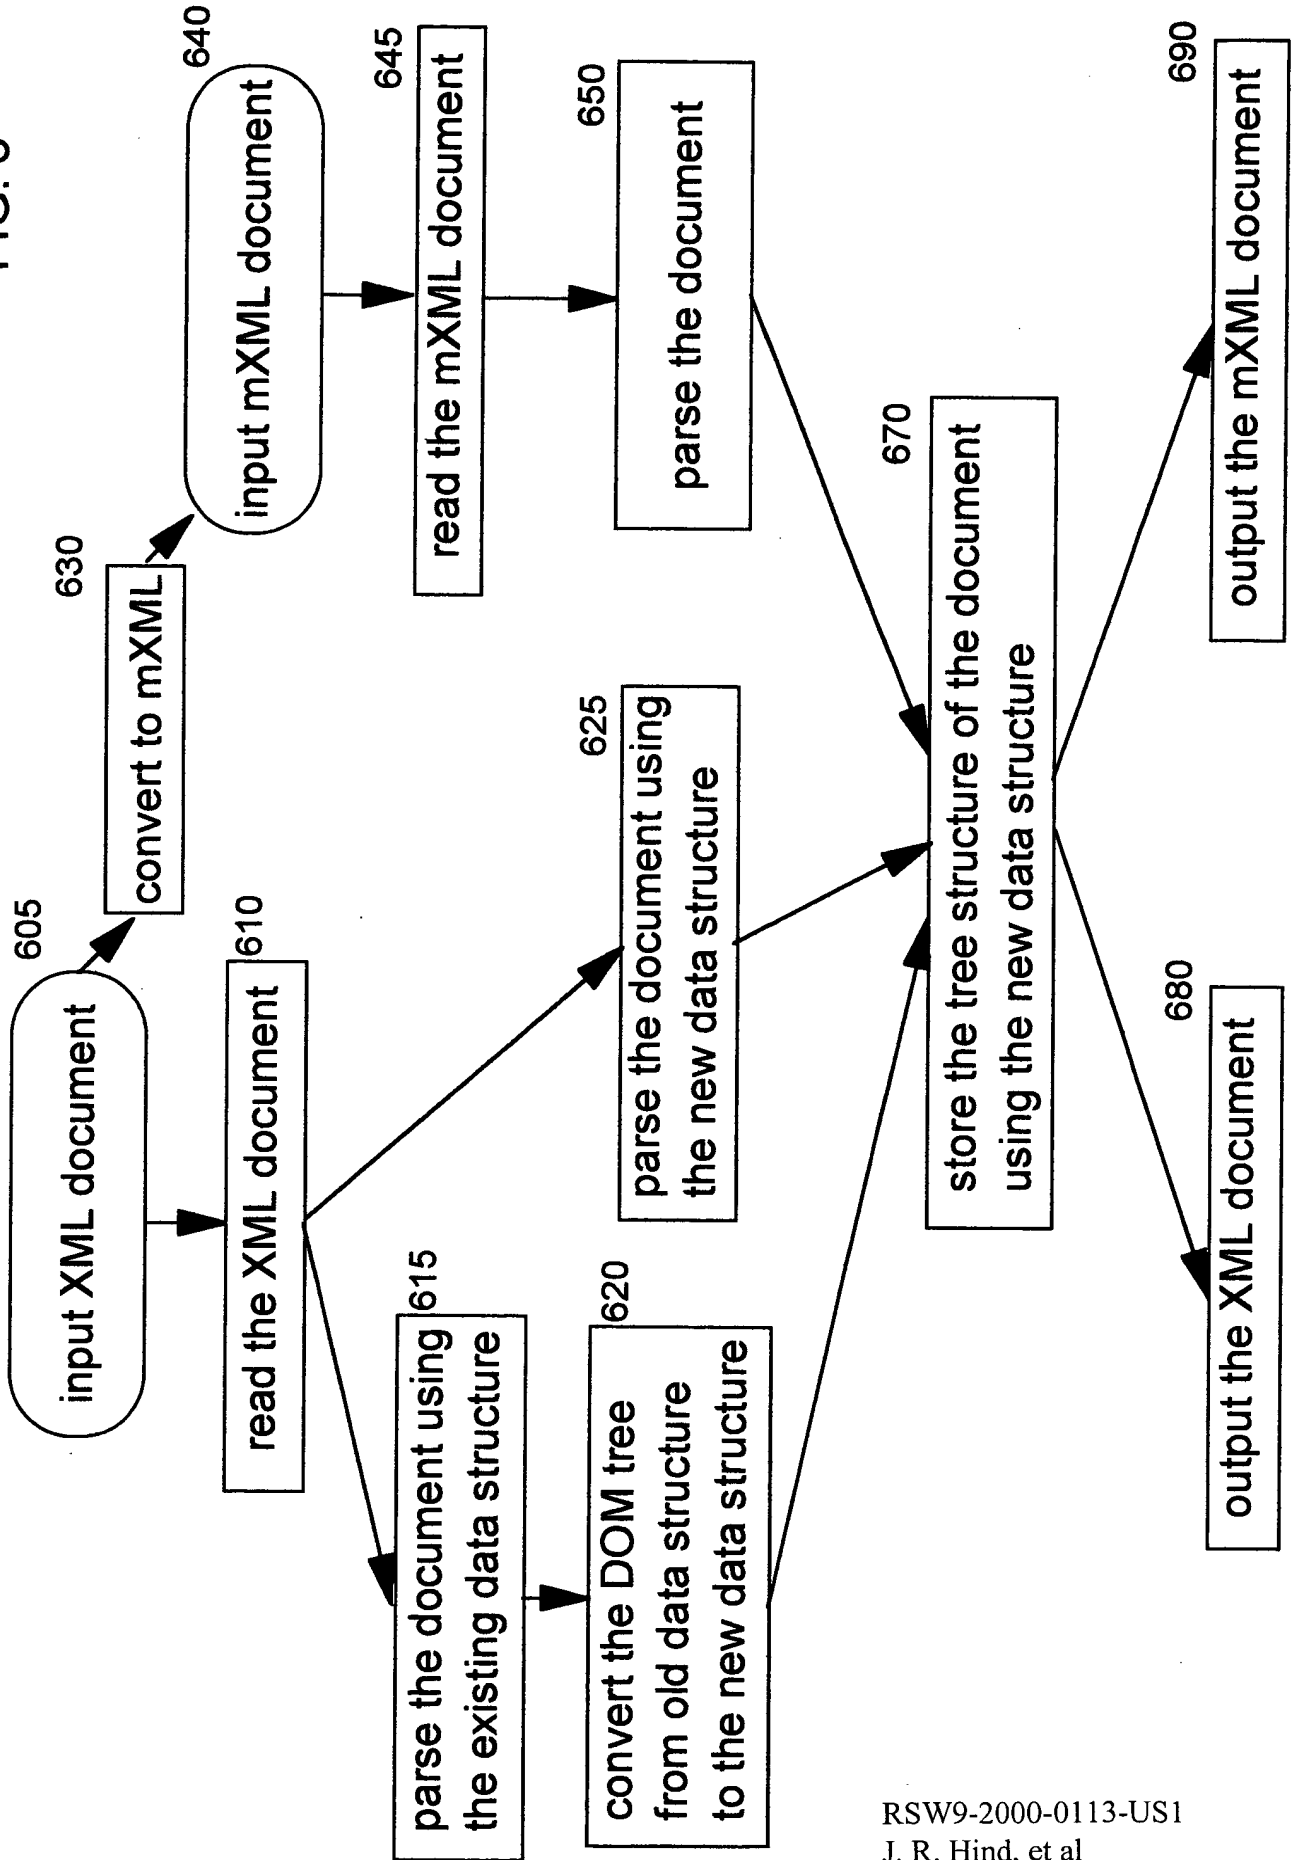 605
input XML document
630
convert to mXML
640
input mXML document
610
read the XML document
645
read the mXML document
615
parse the document using
the existing data structure
625
parse the document using
the new data structure
650
parse the document
620
convert the DOM tree
from old data structure
to the new data structure
670
store the tree structure of the document
using the new data structure
680
output the XML document
690
output the mXML document
RSW9-2000-0113-US1
J. R. Hind, et al